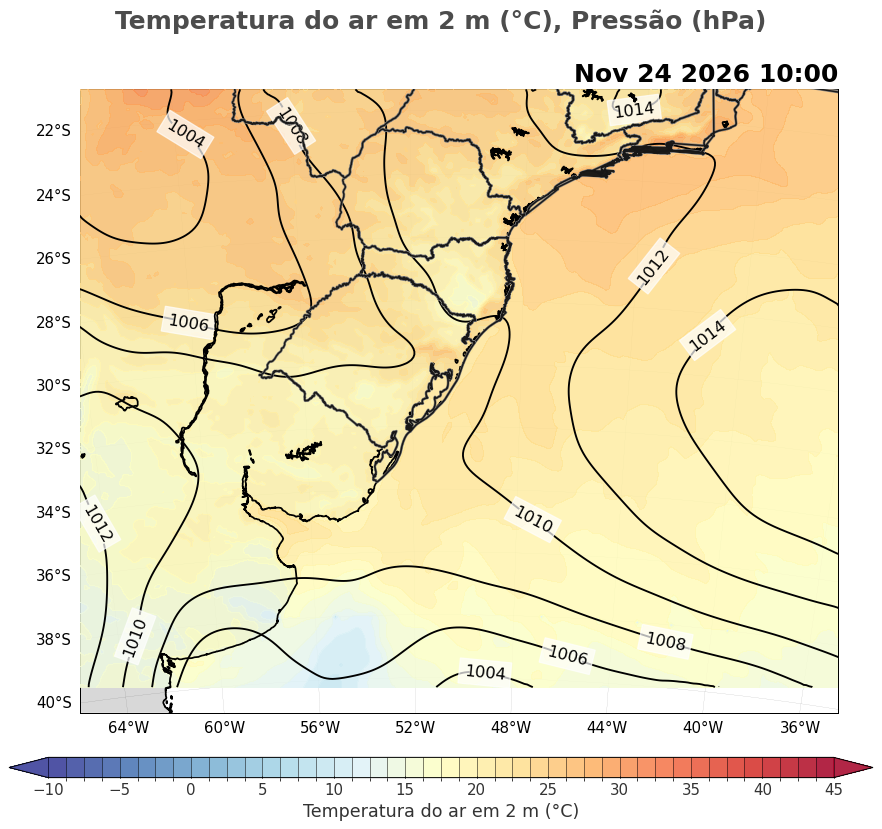 Temperatura do ar em 2 m (°C), Pressão (hPa)
Nov 24 2026 10:00
1004
1008
1014
22°S
24°S
26°S
1012
1006
28°S
1014
30°S
32°S
1012
1010
34°S
36°S
1010
1008
38°S
1006
1004
40°S
64°W 60°W 56°W 52°W 48°W 44°W 40°W 36°W
−10 −5 0 5 10 15 20 25 30 35 40 45
Temperatura do ar em 2 m (°C)